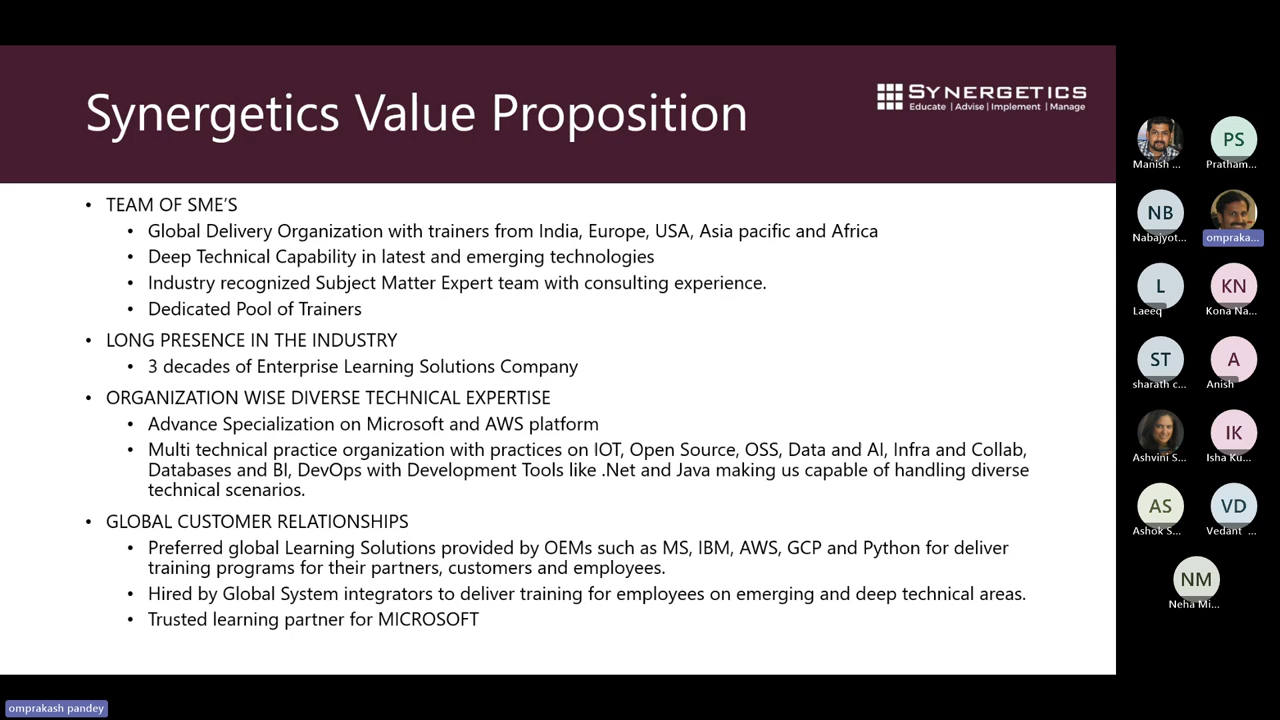 Synergetics Value Proposition
SYNERGETICS
Educate | Advise | Implement | Manage
• TEAM OF SME'S
• Global Delivery Organization with trainers from India, Europe, USA, Asia pacific and Africa
• Deep Technical Capability in latest and emerging technologies
• Industry recognized Subject Matter Expert team with consulting experience.
• Dedicated Pool of Trainers
• LONG PRESENCE IN THE INDUSTRY
• 3 decades of Enterprise Learning Solutions Company
• ORGANIZATION WISE DIVERSE TECHNICAL EXPERTISE
• Advance Specialization on Microsoft and AWS platform
• Multi technical practice organization with practices on IOT, Open Source, OSS, Data and AI, Infra and Collab,
Databases and BI, DevOps with Development Tools like .Net and Java making us capable of handling diverse
technical scenarios.
• GLOBAL CUSTOMER RELATIONSHIPS
• Preferred global Learning Solutions provided by OEMs such as MS, IBM, AWS, GCP and Python for deliver
training programs for their partners, customers and employees.
• Hired by Global System integrators to deliver training for employees on emerging and deep technical areas.
• Trusted learning partner for MICROSOFT
Manish ...
PS
Pratham...
NB
Nabajyot...
ompraka...
L
Laeeq
KN
Kona Na...
ST
sharath c...
A
Anish
Ashvini S...
IK
Isha Ku...
AS
Ashok S...
VD
Vedant ...
NM
Neha Mi...
omprakash pandey